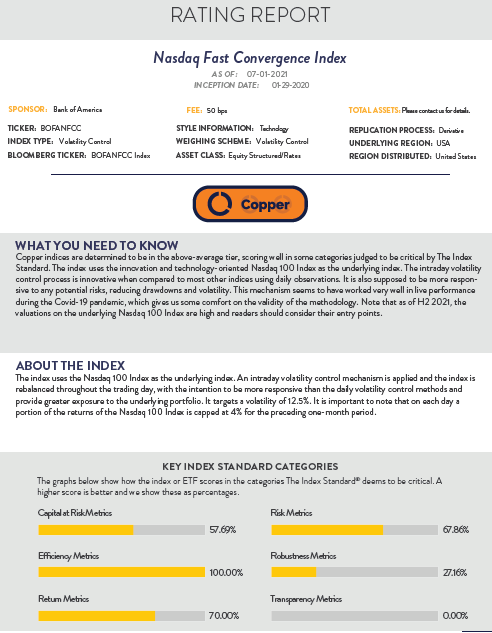 RATING REPORT
Nasdaq Fast Convergence Index
AS OF: 07-01-2021
INCEPTION DATE: 01-29-2020
SPONSOR: Bank of America
FEE: 50 bps
TOTAL ASSETS: Please contact us for details.
TICKER: BOFANFCC
STYLE INFORMATION: Technology
REPLICATION PROCESS: Derivative
INDEX TYPE: Volatility Control
WEIGHING SCHEME: Volatility Control
UNDERLYING REGION: USA
BLOOMBERG TICKER: BOFANFCC Index
ASSET CLASS: Equity Structured/Rates
REGION DISTRIBUTED: United States
Copper
WHAT YOU NEED TO KNOW
Copper indices are determined to be in the above-average tier, scoring well in some categories judged to be critical by The Index
Standard. The index uses the innovation and technology-oriented Nasdaq 100 Index as the underlying index. The intraday volatility
control process is innovative when compared to most other indices using daily observations. It is also supposed to be more respon-
sive to any potential risks, reducing drawdowns and volatility. This mechanism seems to have worked very well in live performance
during the Covid-19 pandemic, which gives us some comfort on the validity of the methodology. Note that as of H2 2021, the
valuations on the underlying Nasdaq 100 Index are high and readers should consider their entry points.
ABOUT THE INDEX
The index uses the Nasdaq 100 Index as the underlying index. An intraday volatility control mechanism is applied and the index is
rebalanced throughout the trading day, with the intention to be more responsive than the daily volatility control methods and
provide greater exposure to the underlying portfolio. It targets a volatility of 12.5%. It is important to note that on each day a
portion of the returns of the Nasdaq 100 Index is capped at 4% for the preceding one-month period.
KEY INDEX STANDARD CATEGORIES
The graphs below show how the index or ETF scores in the categories The Index Standard® deems to be critical. A
higher score is better and we show these as percentages.
Capital at Risk Metrics
57.69%
Risk Metrics
67.86%
Efficiency Metrics
100.00%
Robustness Metrics
27.16%
Return Metrics
70.00%
Transparency Metrics
0.00%